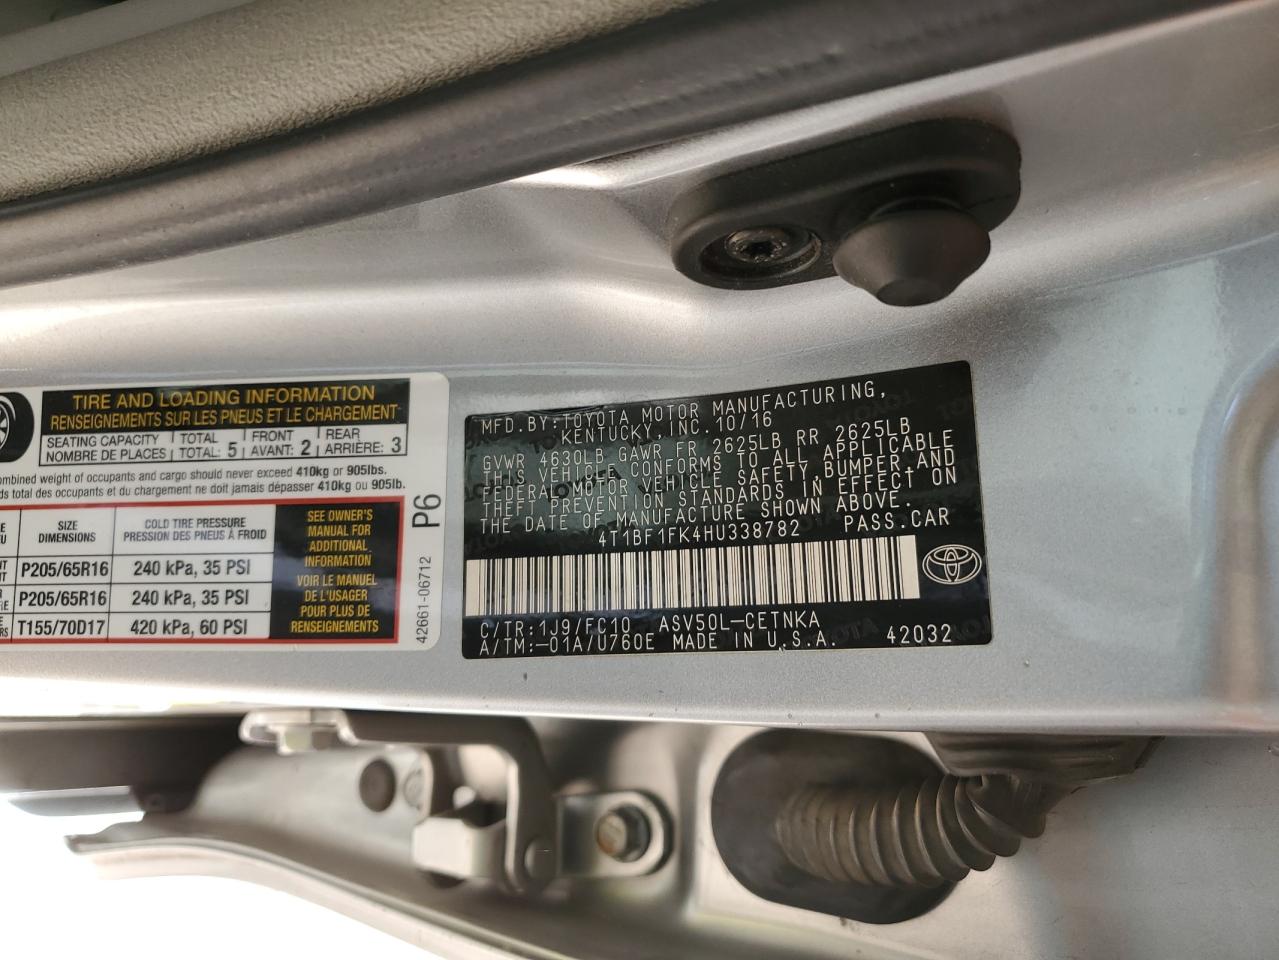 TIRE AND LOADING INFORMATION
RENSEIGNEMENTS SUR LES PNEUS ET LE CHARGEMENT
SEATING CAPACITY TOTAL FRONT REAR
NOMBRE DE PLACES TOTAL: 5 AVANT: 2 ARRIÈRE: 3
weight of occupants and cargo should never exceed 410kg or 905lbs.
total des occupants et du chargement ne doit jamais dépasser 410kg ou 905lb.
SIZE COLD TIRE PRESSURE
DIMENSIONS PRESSION DES PNEUS À FROID
P205/65R16 240 kPa, 35 PSI
P205/65R16 240 kPa, 35 PSI
T155/70D17 420 kPa, 60 PSI
SEE OWNER'S
MANUAL FOR
ADDITIONAL
INFORMATION
VOIR LE MANUEL
DE L'USAGER
POUR PLUS DE
RENSEIGNEMENTS
P6
42661-06712
MFD.BY:TOYOTA MOTOR MANUFACTURING,
KENTUCKY,INC.10/16
GVWR 4630LB GAWR FR 2625LB RR 2625LB
THIS VEHICLE CONFORMS TO ALL APPLICABLE
FEDERAL MOTOR VEHICLE SAFETY,BUMPER,AND
THEFT PREVENTION STANDARDS IN EFFECT ON
THE DATE OF MANUFACTURE SHOWN ABOVE.
4T1BF1FK4HU338782 PASS.CAR
C/TR:1J9/FC10 ASV50L-CETNKA
A/TM:-01A/U760E MADE IN U.S.A. 42032